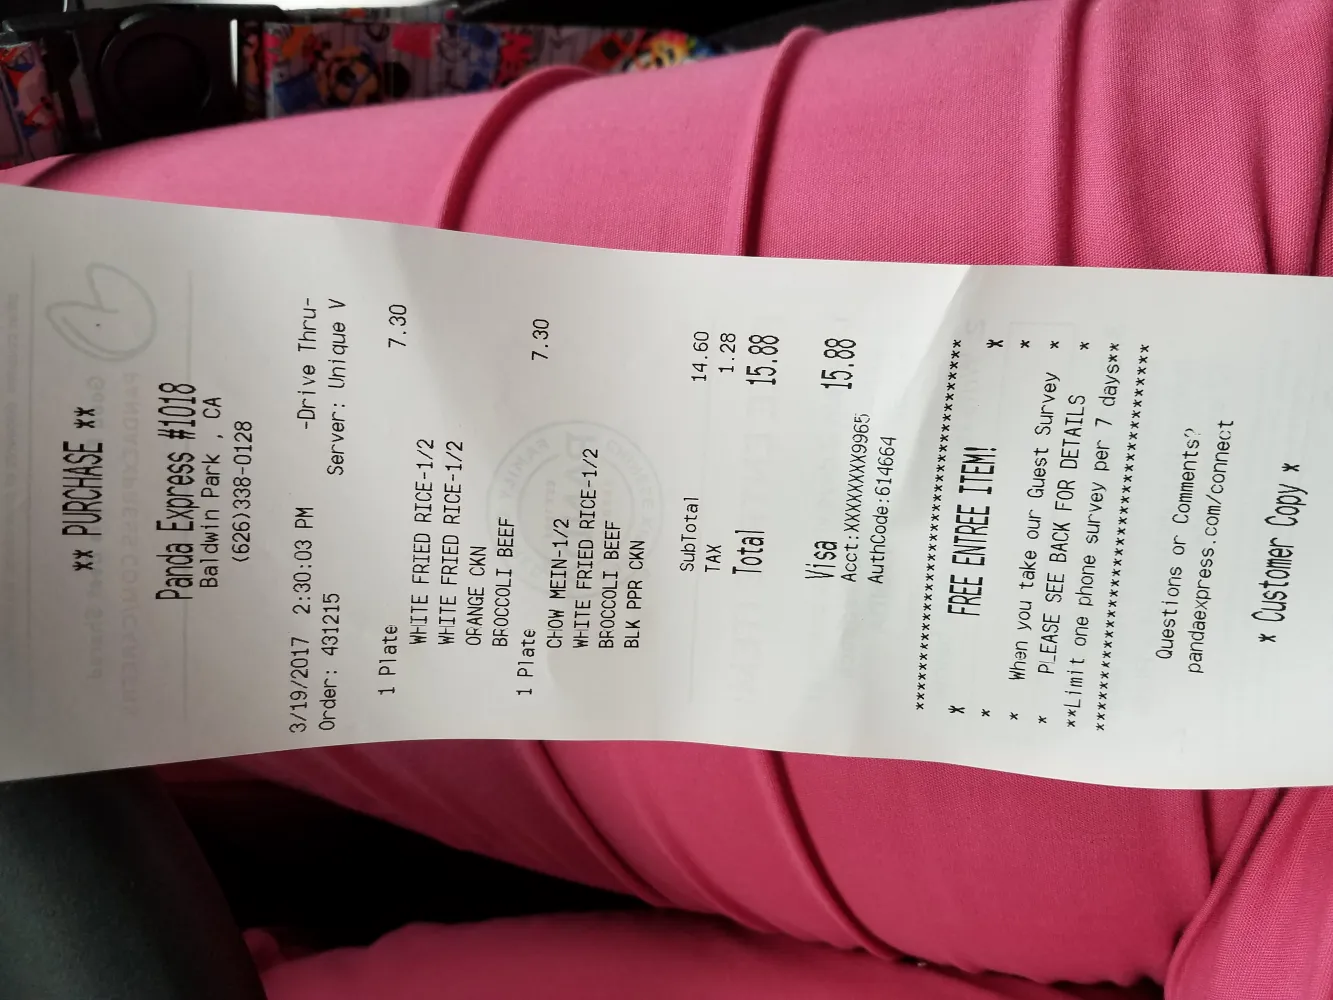 ** PURCHASE **
Panda Express #1018
Baldwin Park , CA
(626)338-0128
3/19/2017 2:30:03 PM -Drive Thru-
Order: 431215 Server: Unique V
1 Plate 7.30
WHITE FRIED RICE-1/2
WHITE FRIED RICE-1/2
ORANGE CKN
BROCCOLI BEEF
1 Plate 7.30
CHOW MEIN-1/2
WHITE FRIED RICE-1/2
BROCCOLI BEEF
BLK PPR CKN
SubTotal 14.60
TAX 1.28
Total 15.88
Visa 15.88
Acct:XXXXXXXX9965
AuthCode:614664
***********************************
* FREE ENTREE ITEM! *
* *
* When you take our Guest Survey *
* PLEASE SEE BACK FOR DETAILS *
**Limit one phone survey per 7 days**
***********************************
Questions or Comments?
pandaexpress.com/connect
* Customer Copy *